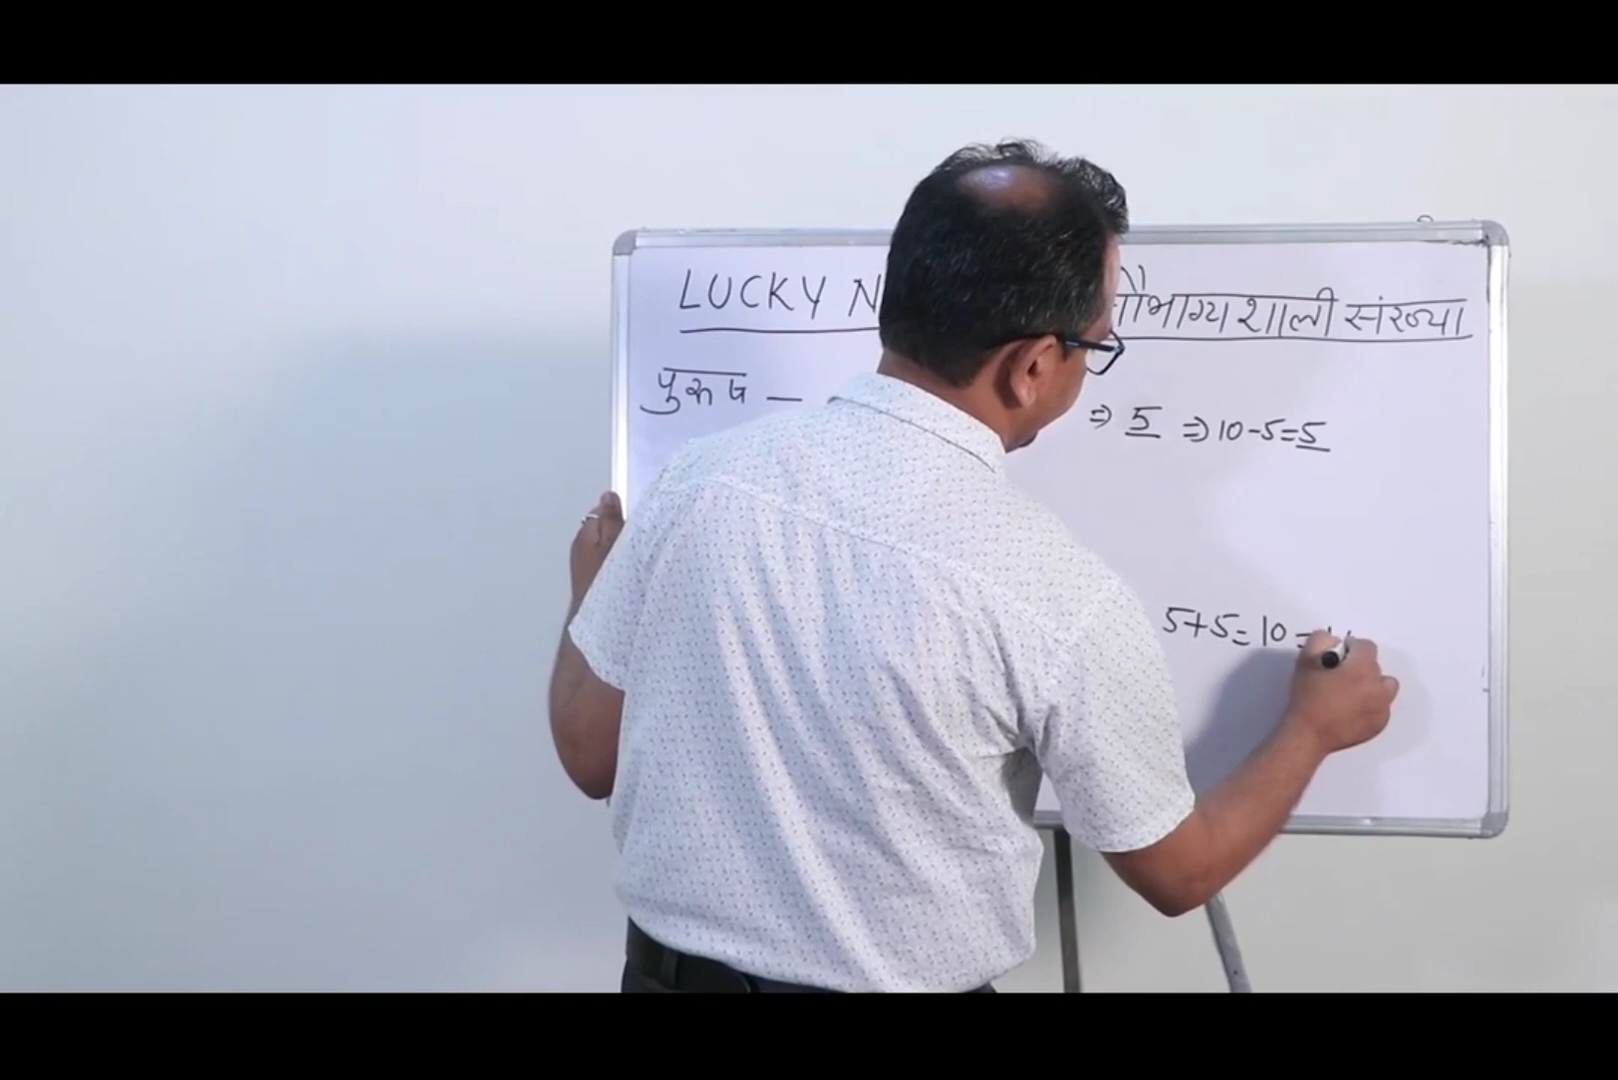 LUCKY सौभाग्यशाली संख्या
पुरूष — ⇒ 5 ⇒ 10-5=5
5+5=10=